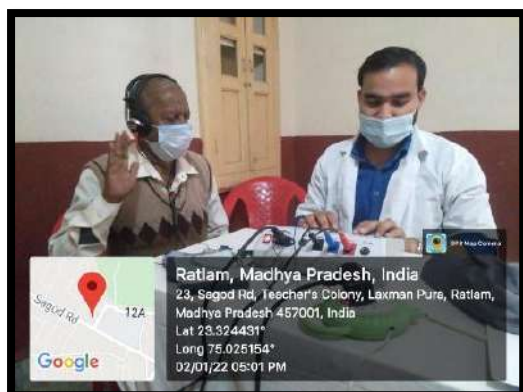 GPS Map Camera
Ratlam, Madhya Pradesh, India
23, Sagod Rd, Teacher's Colony, Laxman Pura, Ratlam,
Madhya Pradesh 457001, India
Lat 23.324431°
Long 75.025154°
02/01/22 05:01 PM
Sagod Rd
12A
Google